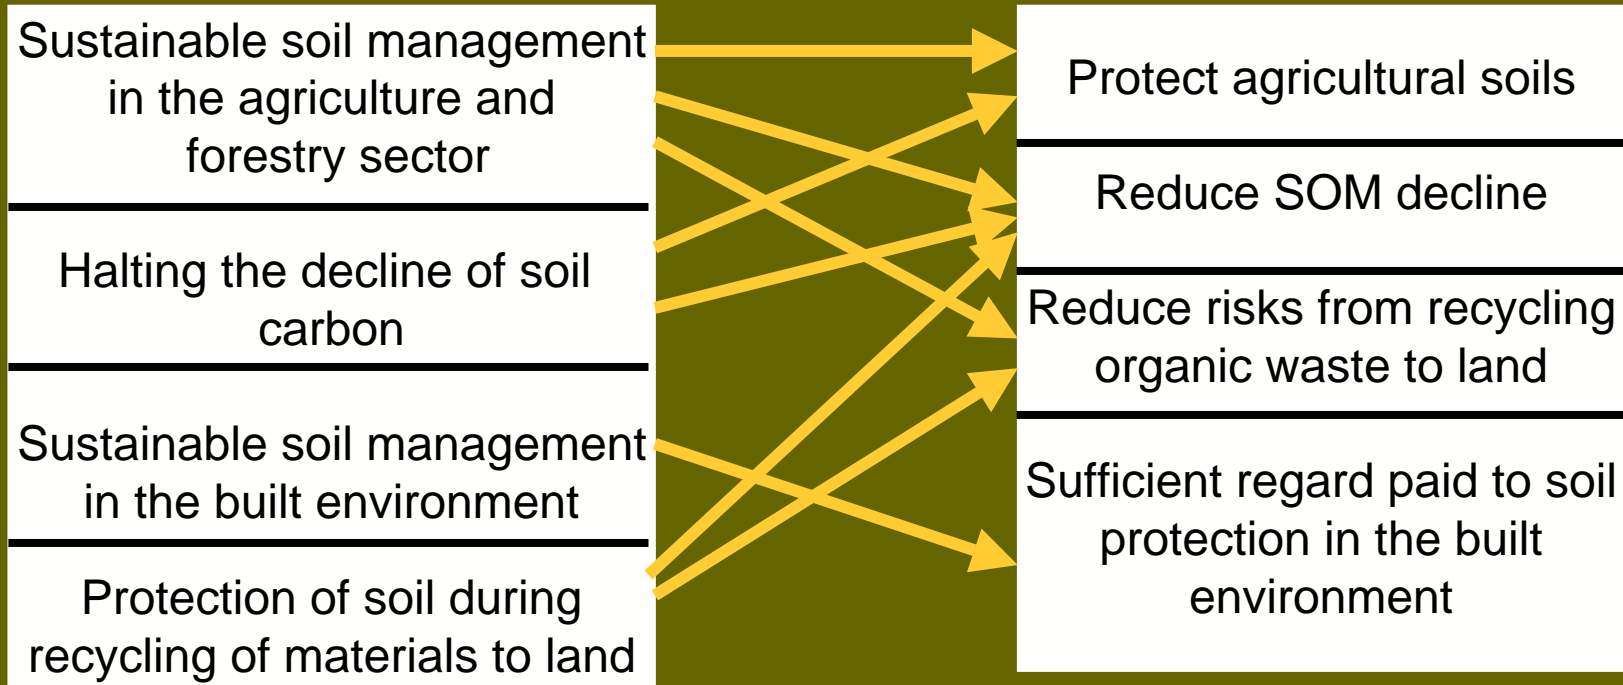 Sustainable soil management
in the agriculture and
forestry sector
Halting the decline of soil
carbon
Sustainable soil management
in the built environment
Protection of soil during
recycling of materials to land
Protect agricultural soils
Reduce SOM decline
Reduce risks from recycling
organic waste to land
Sufficient regard paid to soil
protection in the built
environment